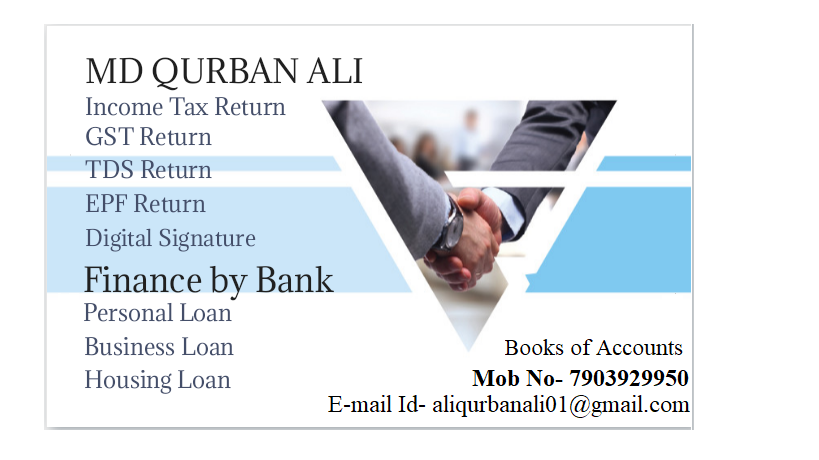 MD QURBAN ALI
Income Tax Return
GST Return
TDS Return
EPF Return
Digital Signature
Finance by Bank
Personal Loan
Business Loan
Housing Loan
Books of Accounts
Mob No- 7903929950
E-mail Id- aliqurbanali01@gmail.com